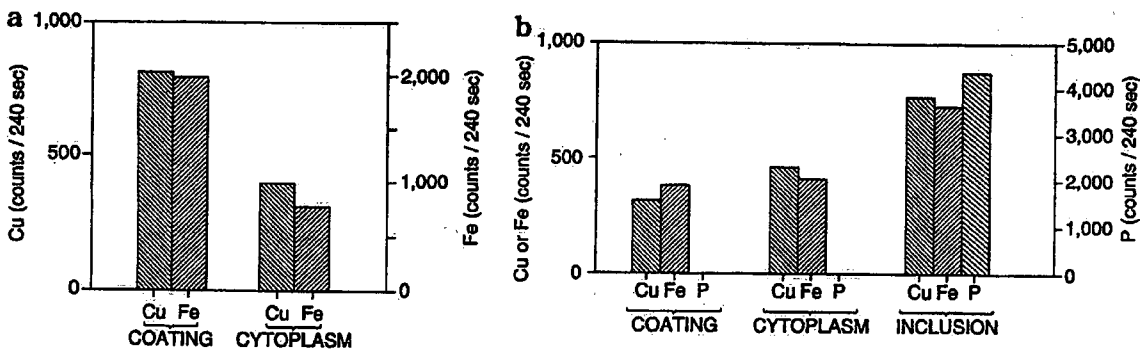 a
1,000
500
0
Cu (counts / 240 sec)
2,000
1,000
0
Fe (counts / 240 sec)
Cu Fe
COATING
Cu Fe
CYTOPLASM
b
1,000
500
0
Cu or Fe (counts / 240 sec)
5,000
4,000
3,000
2,000
1,000
0
P (counts / 240 sec)
Cu Fe P
COATING
Cu Fe P
CYTOPLASM
Cu Fe P
INCLUSION